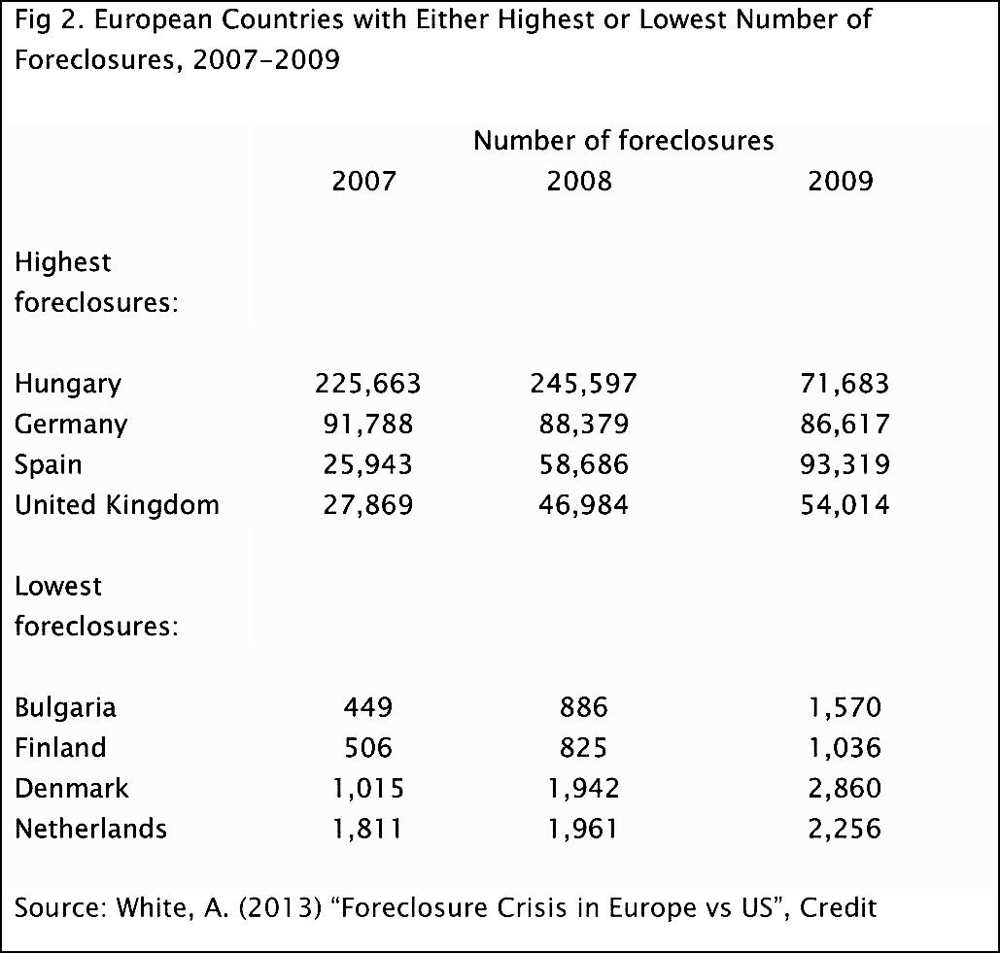 Fig 2. European Countries with Either Highest or Lowest Number of
Foreclosures, 2007–2009
Number of foreclosures
2007 2008 2009
Highest
foreclosures:
Hungary 225,663 245,597 71,683
Germany 91,788 88,379 86,617
Spain 25,943 58,686 93,319
United Kingdom 27,869 46,984 54,014
Lowest
foreclosures:
Bulgaria 449 886 1,570
Finland 506 825 1,036
Denmark 1,015 1,942 2,860
Netherlands 1,811 1,961 2,256
Source: White, A. (2013) “Foreclosure Crisis in Europe vs US”, Credit